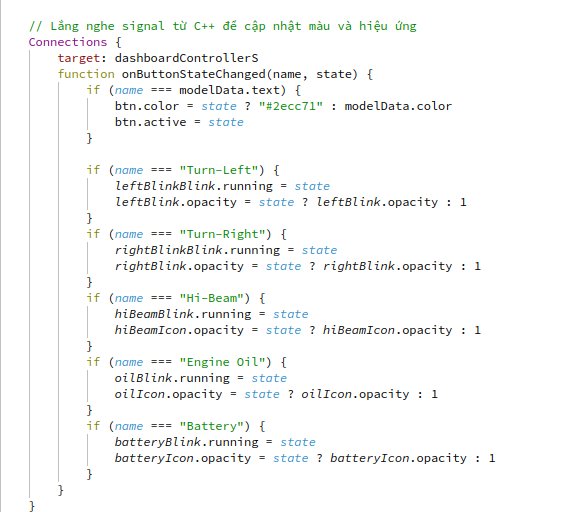 // Lắng nghe signal từ C++ để cập nhật màu và hiệu ứng
Connections {
    target: dashboardControllerS
    function onButtonStateChanged(name, state) {
        if (name === modelData.text) {
            btn.color = state ? "#2ecc71" : modelData.color
            btn.active = state
        }

        if (name === "Turn-Left") {
            leftBlinkBlink.running = state
            leftBlink.opacity = state ? leftBlink.opacity : 1
        }
        if (name === "Turn-Right") {
            rightBlinkBlink.running = state
            rightBlink.opacity = state ? rightBlink.opacity : 1
        }
        if (name === "Hi-Beam") {
            hiBeamBlink.running = state
            hiBeamIcon.opacity = state ? hiBeamIcon.opacity : 1
        }
        if (name === "Engine Oil") {
            oilBlink.running = state
            oilIcon.opacity = state ? oilIcon.opacity : 1
        }
        if (name === "Battery") {
            batteryBlink.running = state
            batteryIcon.opacity = state ? batteryIcon.opacity : 1
        }
    }
}